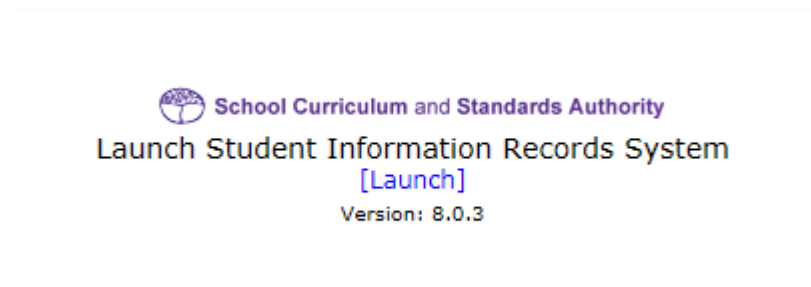 School Curriculum and Standards Authority
Launch Student Information Records System
[Launch]
Version: 8.0.3